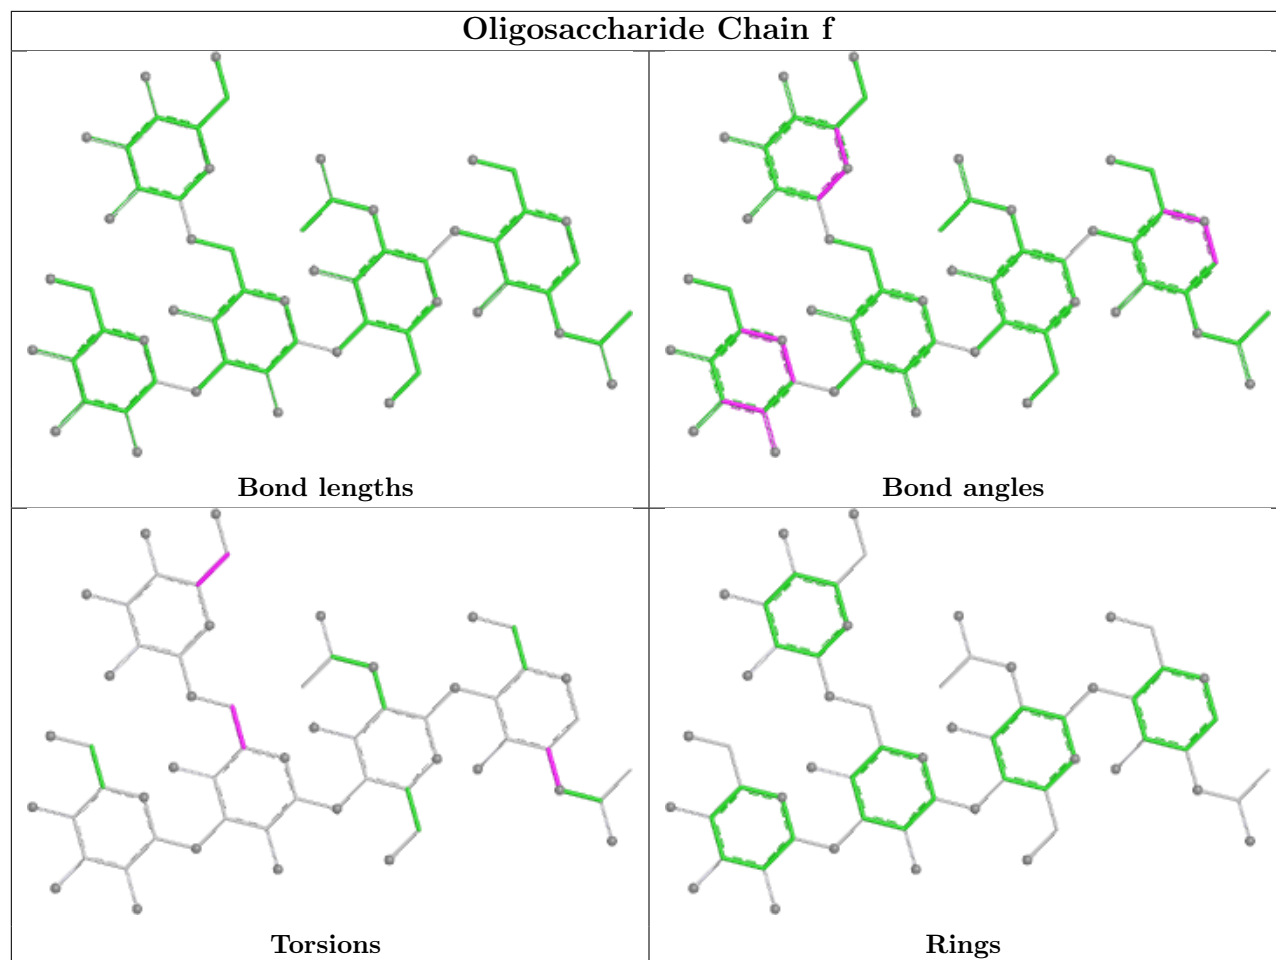 Oligosaccharide Chain f
Bond lengths
Bond angles
Torsions
Rings